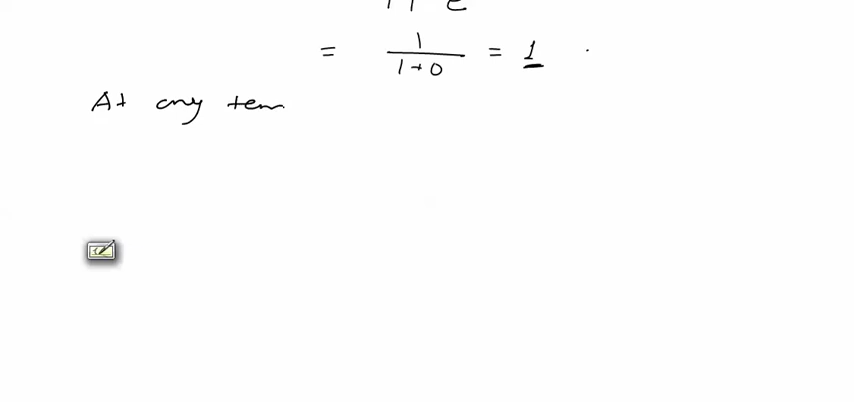 = 1/(1+0) = 1
At any tem